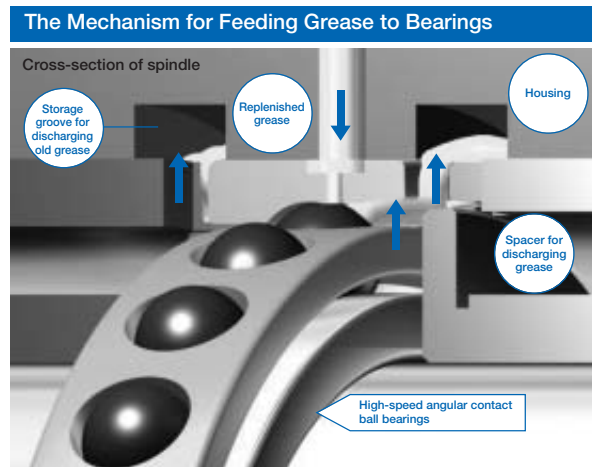 The Mechanism for Feeding Grease to Bearings
Cross-section of spindle
Storage
groove for
discharging
old grease
Replenished
grease
Housing
Spacer for
discharging
grease
High-speed angular contact
ball bearings